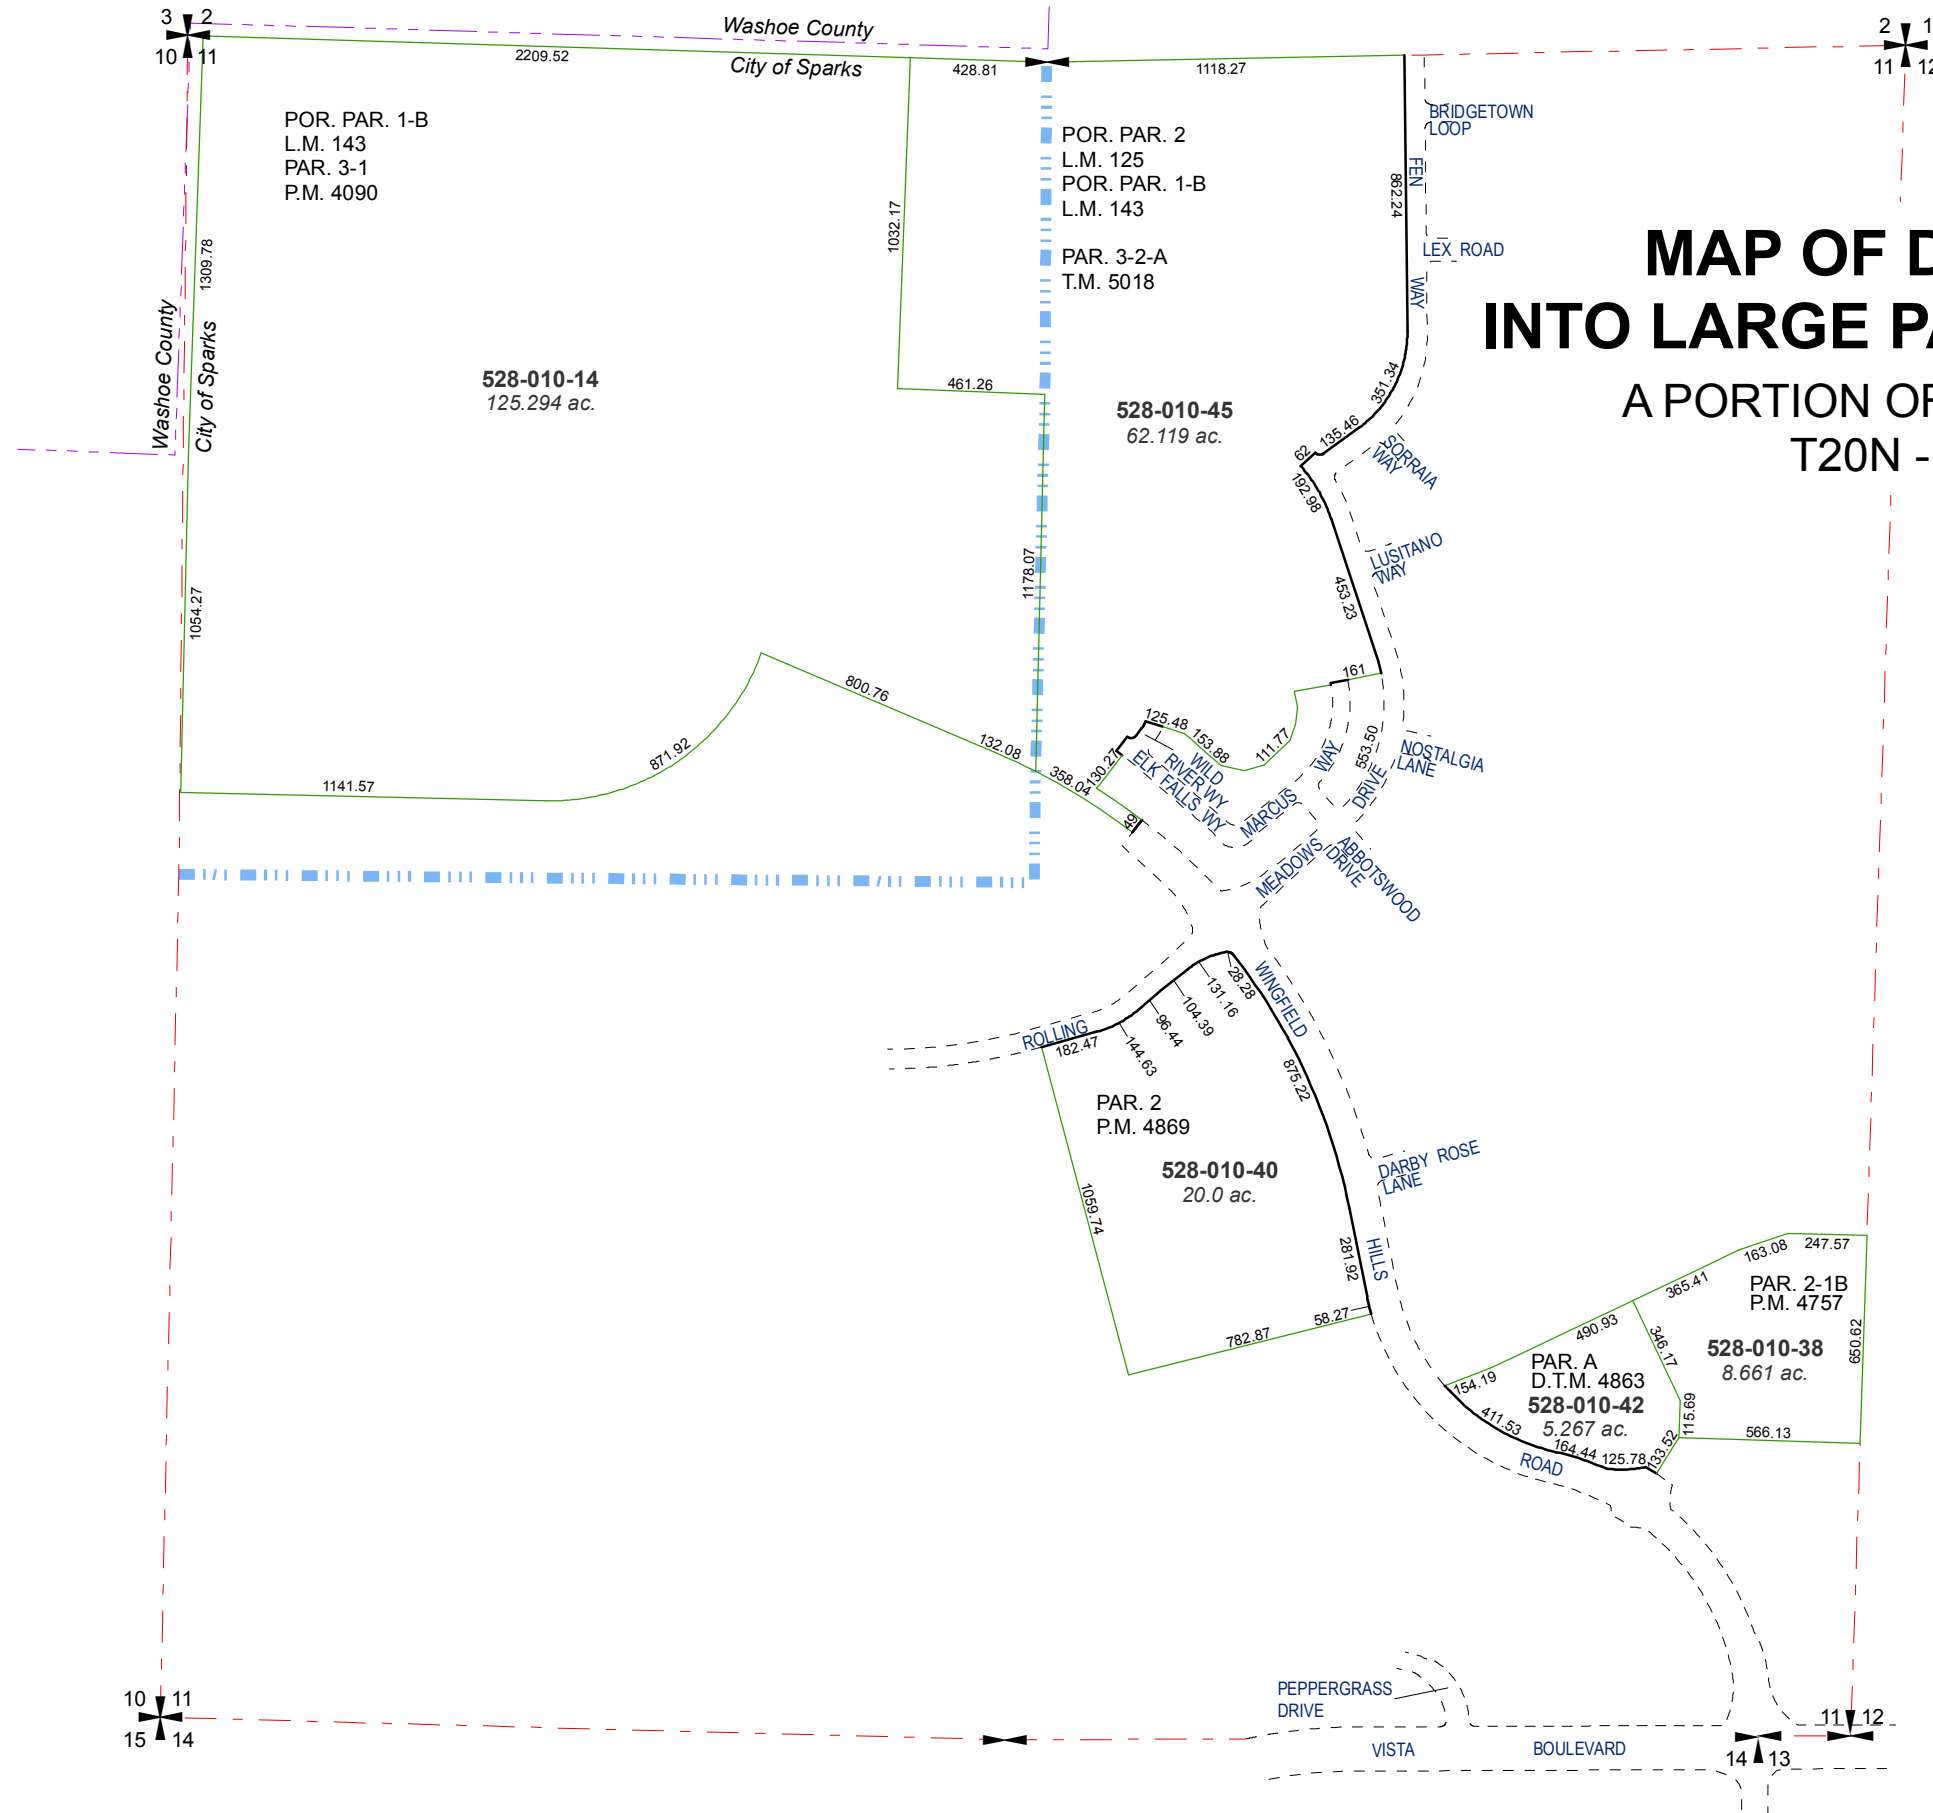 3 2
10 11
Washoe County
2209.52
City of Sparks
428.81
1118.27
2 1
11 12
POR. PAR. 1-B
L.M. 143
PAR. 3-1
P.M. 4090
POR. PAR. 2
L.M. 125
POR. PAR. 1-B
L.M. 143
PAR. 3-2-A
T.M. 5018
BRIDGETOWN
LOOP
FEN
WAY
862.24
LEX ROAD
1032.17
1309.78
Washoe County
City of Sparks
MAP OF D
INTO LARGE PA
A PORTION OF
T20N -
528-010-14
125.294 ac.
461.26
528-010-45
62.119 ac.
351.34
135.46
62
192.98
SORRAIA
WAY
LUSITANO
WAY
453.23
1054.27
1178.07
161
800.76
132.08
871.92
1141.57
358.04
49
130.27
125.48
153.88
111.77
WILD
RIVER WY
ELK FALLS WY
MARCUS
WAY
553.50
NOSTALGIA
LANE
MEADOWS
DRIVE
ABBOTSWOOD
DRIVE
WINGFIELD
28.28
131.16
104.39
96.44
144.63
182.47
ROLLING
875.22
PAR. 2
P.M. 4869
528-010-40
20.0 ac.
1059.74
DARBY ROSE
LANE
281.92
HILLS
58.27
782.87
163.08
247.57
365.41
PAR. 2-1B
P.M. 4757
490.93
346.17
528-010-38
8.661 ac.
650.62
PAR. A
D.T.M. 4863
528-010-42
5.267 ac.
154.19
411.53
164.44
125.78
133.52
115.69
566.13
ROAD
PEPPERGRASS
DRIVE
VISTA
BOULEVARD
10 11
15 14
11 12
14 13